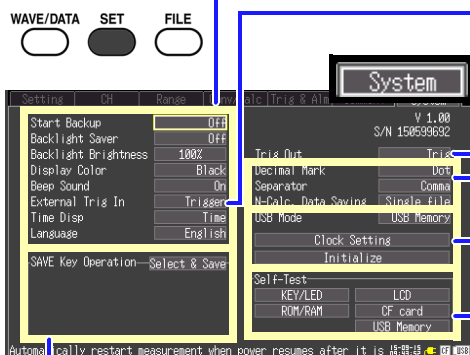 WAVE/DATA SET FILE
System
Setting CH Range Trig & Alm
V 1.00
S/N 150599692
Start Backup Off
Backlight Saver Off
Backlight Brightness 100%
Display Color Black
Beep Sound On
External Trig In Trigger
Time Disp Time
Language English
Trig Out Trig
Decimal Mark Dot
Separator Comma
N-Calc. Data Saving Single file
USB Mode USB Memory
Clock Setting
Initialize
SAVE Key Operation Select & Save
Self-Test
KEY/LED LCD
ROM/RAM CF card
USB Memory
Automatically restart measurement when power resumes after it is
CF USB